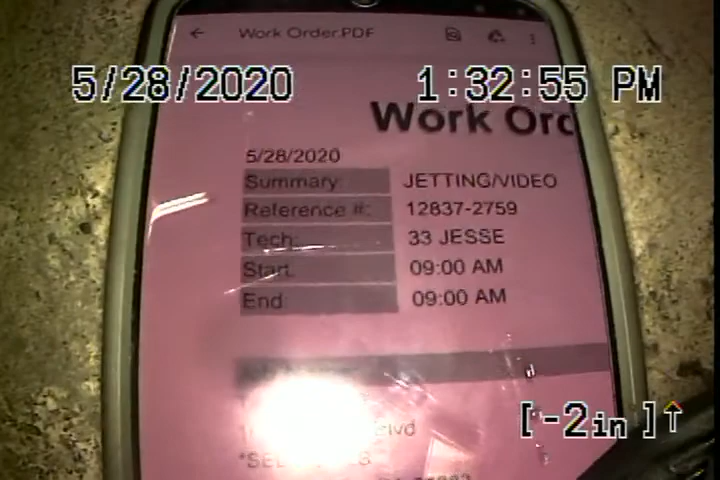 Work Order.PDF
5/28/2020 1:32:55 PM
Work Orc
5/28/2020
Summary: JETTING/VIDEO
Reference #: 12837-2759
Tech: 33 JESSE
Start: 09:00 AM
End: 09:00 AM
[-2in]↑